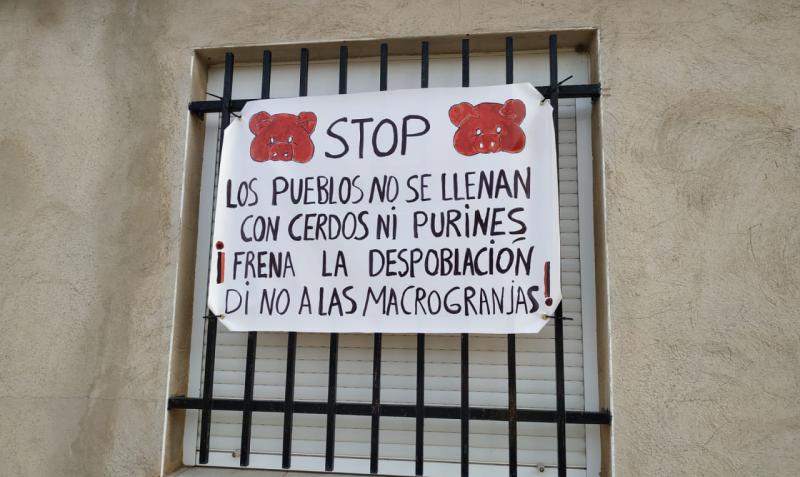 STOP
LOS PUEBLOS NO SE LLENAN
CON CERDOS Ni PURiNES
¡FRENA LA DESPOBLACIÓN
Di NO A LAS MACROGRANjAS!